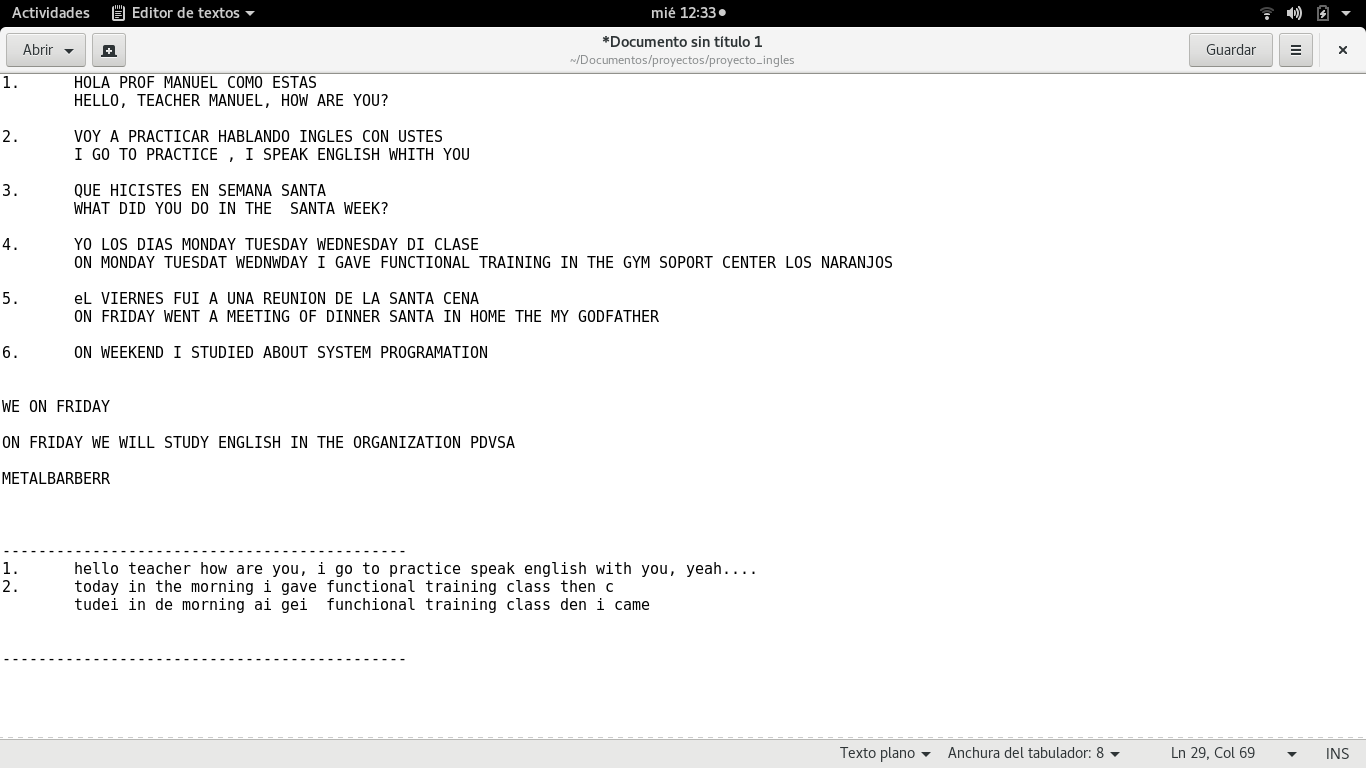 Actividades Editor de textos mié 12:33
Abrir *Documento sin título 1 Guardar
~/Documentos/proyectos/proyecto_ingles
1. HOLA PROF MANUEL COMO ESTAS
HELLO, TEACHER MANUEL, HOW ARE YOU?
2. VOY A PRACTICAR HABLANDO INGLES CON USTES
I GO TO PRACTICE , I SPEAK ENGLISH WHITH YOU
3. QUE HICISTES EN SEMANA SANTA
WHAT DID YOU DO IN THE  SANTA WEEK?
4. YO LOS DIAS MONDAY TUESDAY WEDNESDAY DI CLASE
ON MONDAY TUESDAT WEDNWDAY I GAVE FUNCTIONAL TRAINING IN THE GYM SOPORT CENTER LOS NARANJOS
5. eL VIERNES FUI A UNA REUNION DE LA SANTA CENA
ON FRIDAY WENT A MEETING OF DINNER SANTA IN HOME THE MY GODFATHER
6. ON WEEKEND I STUDIED ABOUT SYSTEM PROGRAMATION
WE ON FRIDAY
ON FRIDAY WE WILL STUDY ENGLISH IN THE ORGANIZATION PDVSA
METALBARBERR
---------------------------------------------
1. hello teacher how are you, i go to practice speak english with you, yeah....
2. today in the morning i gave functional training class then c
tudei in de morning ai gei  funchional training class den i came
---------------------------------------------
Texto plano Anchura del tabulador: 8 Ln 29, Col 69 INS